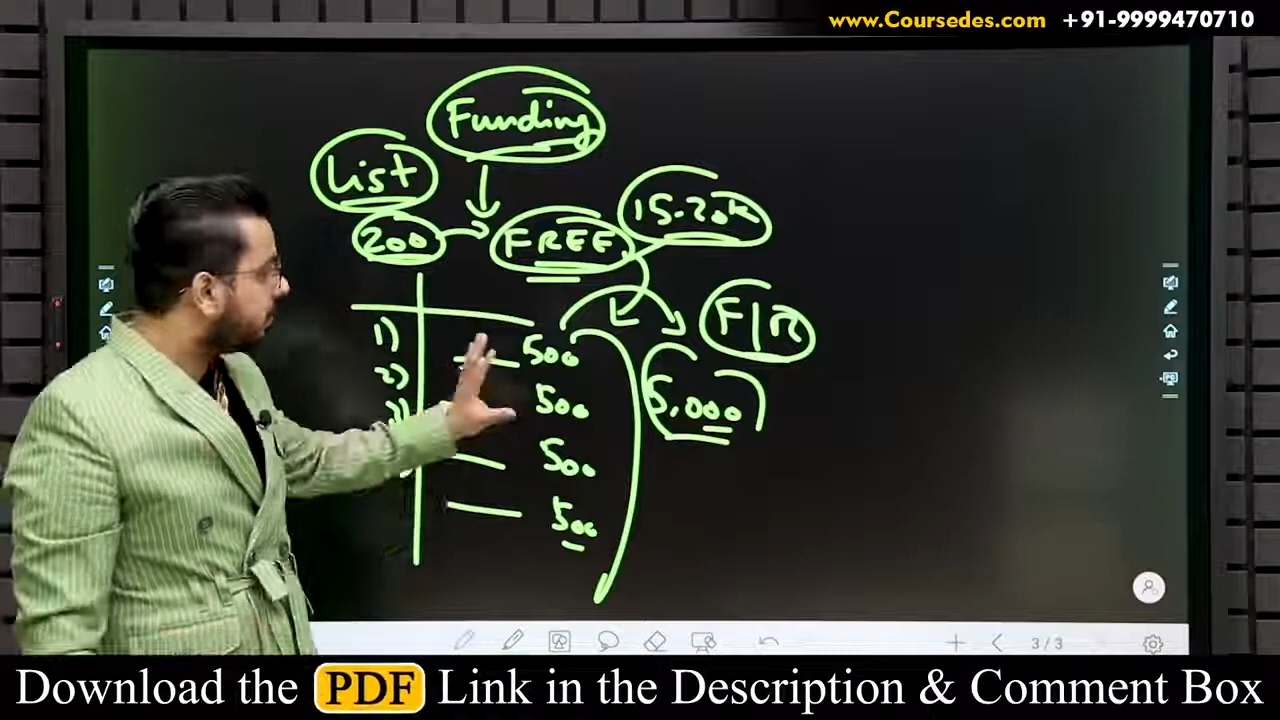 www.Coursedes.com +91-9999470710
Funding
List
15-20k
200
FREE
F/R
1) 500
2) 500
3)
5,000
500
500
3 / 3
Download the PDF Link in the Description & Comment Box